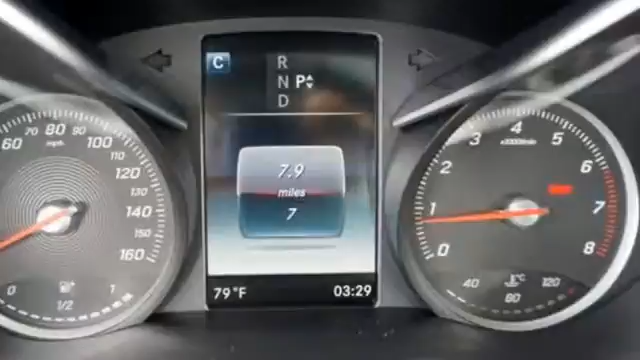 C
R
N P
D
7.9
miles
7
79 °F 03:29
60 70 80 90 100 110 120 130 140 150 160
mph
0 1/2 1
0 1 2 3 4 5 6 7 8
x1000/min
40 80 120
°C